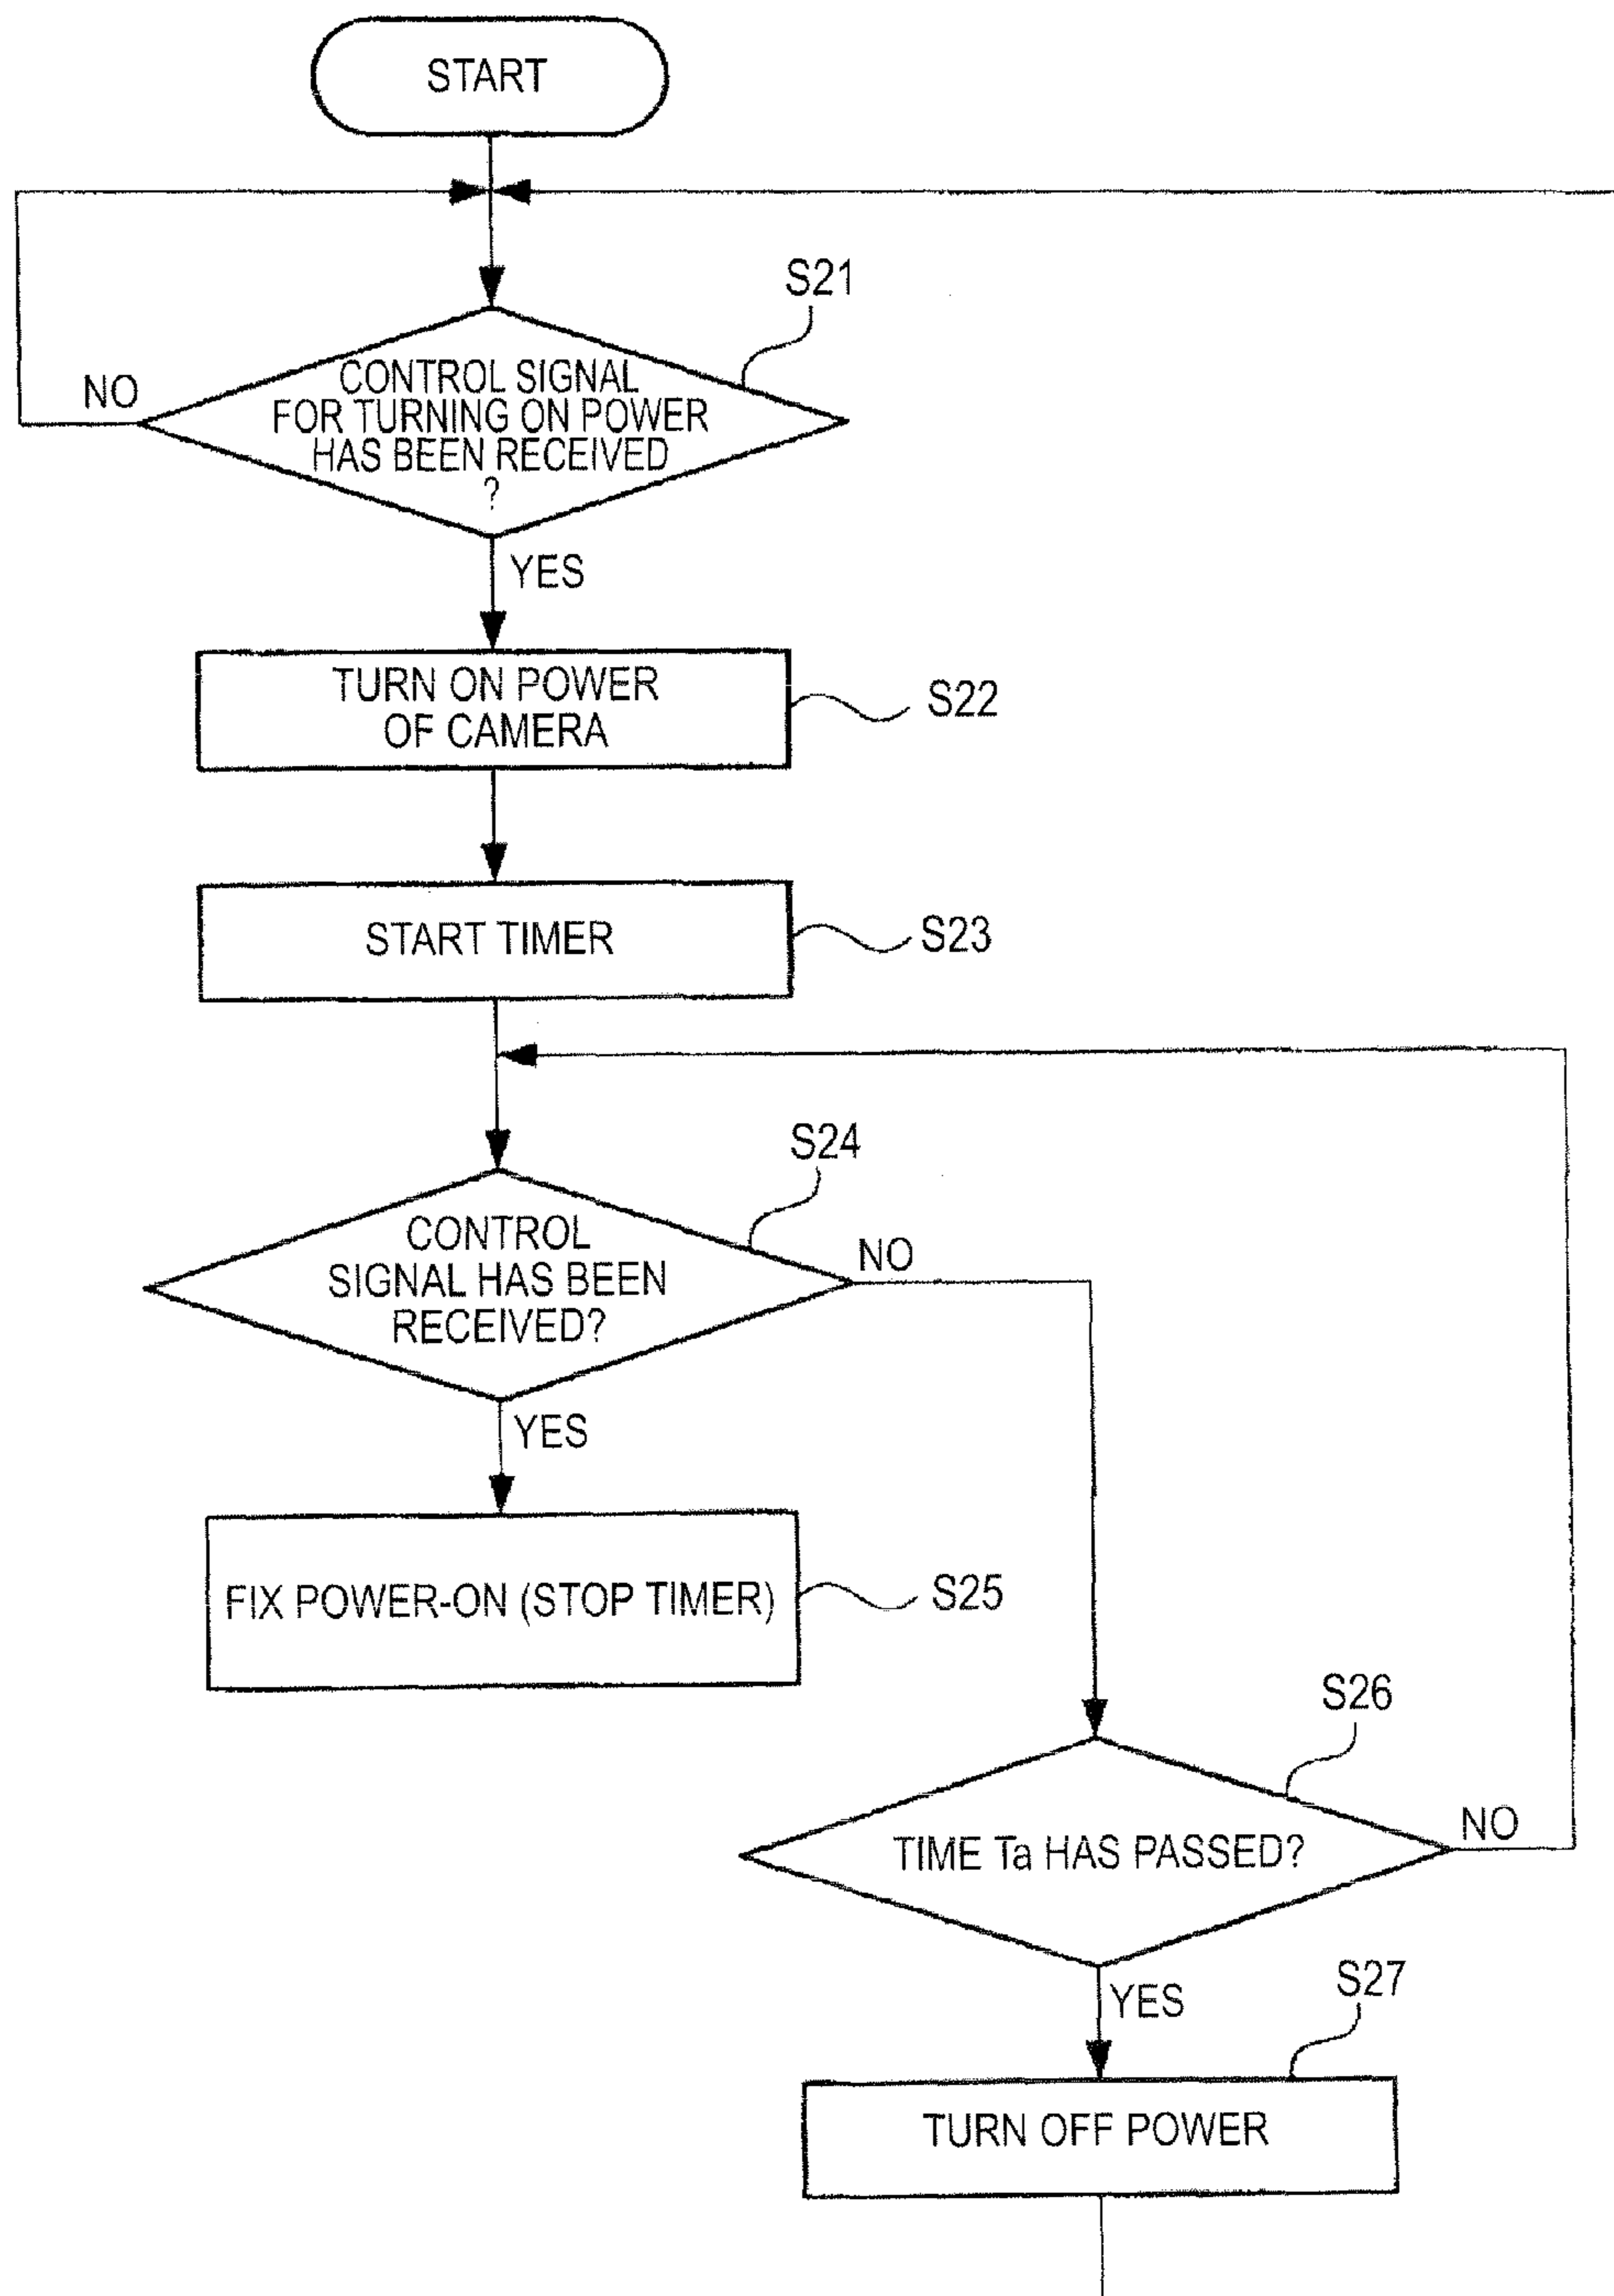 START
S21
CONTROL SIGNAL
FOR TURNING ON POWER
HAS BEEN RECEIVED
?
NO
YES
TURN ON POWER
OF CAMERA
S22
START TIMER
S23
S24
CONTROL
SIGNAL HAS BEEN
RECEIVED?
NO
YES
FIX POWER-ON (STOP TIMER)
S25
S26
TIME Ta HAS PASSED?
NO
YES
S27
TURN OFF POWER